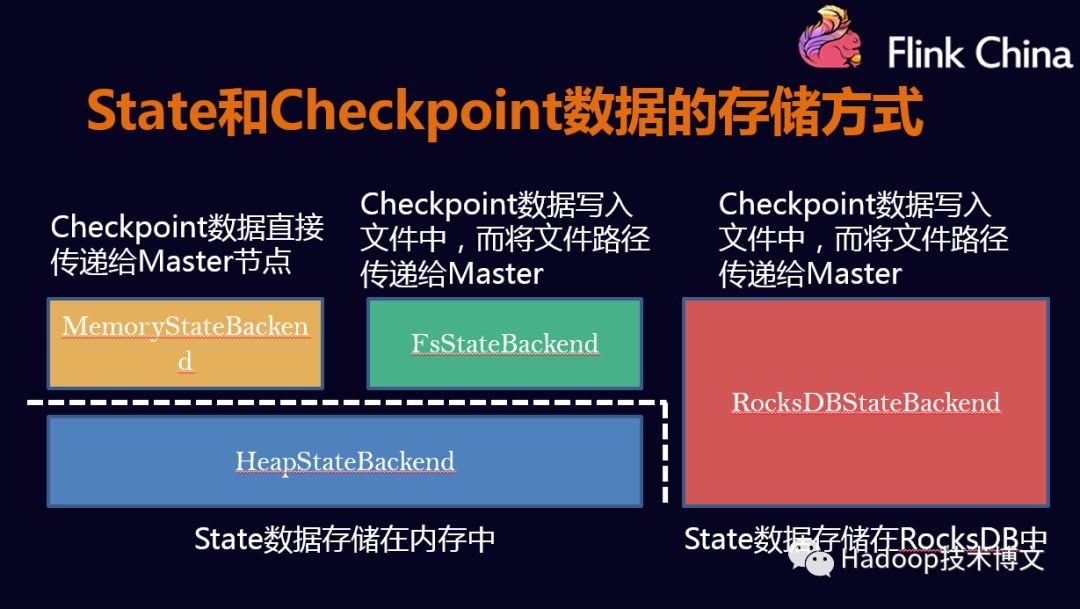 Flink China
State和Checkpoint数据的存储方式
Checkpoint数据直接
传递给Master节点
Checkpoint数据写入
文件中，而将文件路径
传递给Master
Checkpoint数据写入
文件中，而将文件路径
传递给Master
MemoryStateBacken
d
FsStateBackend
RocksDBStateBackend
HeapStateBackend
State数据存储在内存中
State数据存储在RocksDB中
Hadoop技术博文